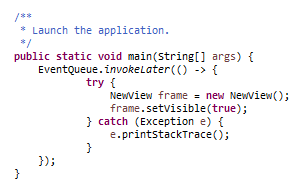 /**
 * Launch the application.
 */
public static void main(String[] args) {
    EventQueue.invokeLater(() -> {
            try {
                NewView frame = new NewView();
                frame.setVisible(true);
            } catch (Exception e) {
                e.printStackTrace();
            }
    });
}